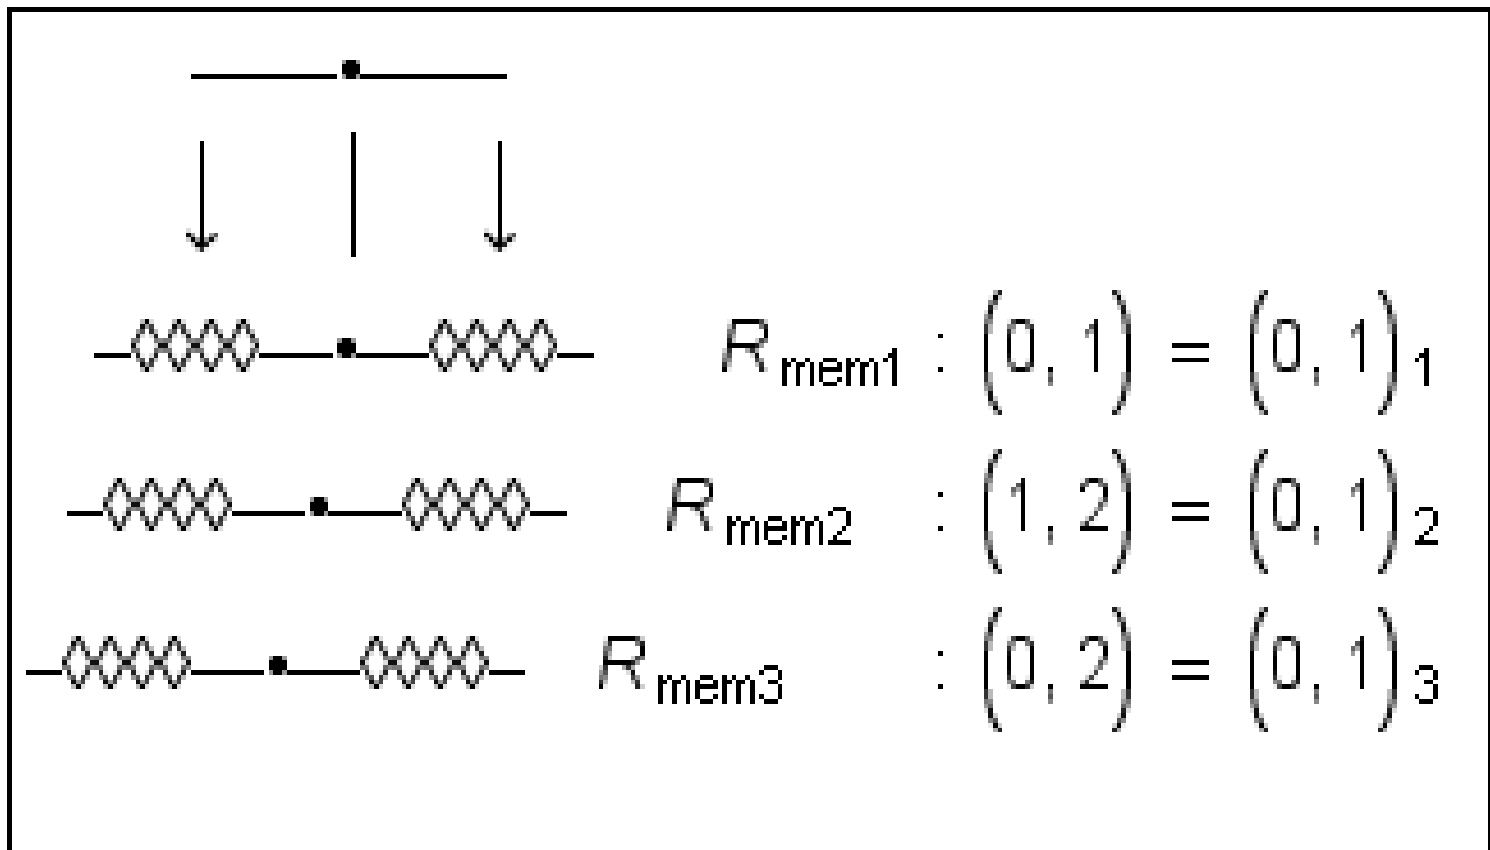 R mem1 : (0, 1) = (0, 1) 1
R mem2 : (1, 2) = (0, 1) 2
R mem3 : (0, 2) = (0, 1) 3